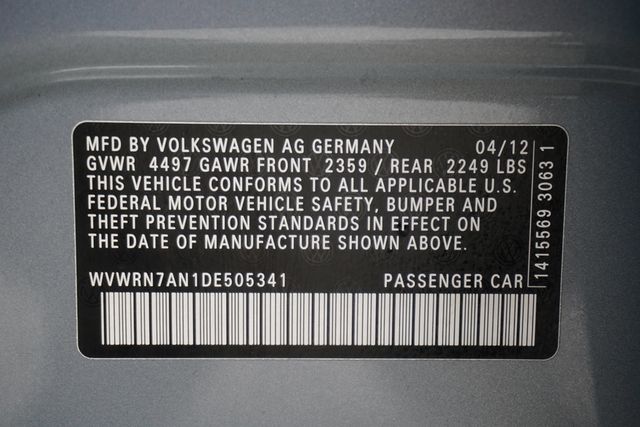 MFD BY VOLKSWAGEN AG GERMANY 04/12
GVWR 4497 GAWR FRONT 2359 / REAR 2249 LBS
THIS VEHICLE CONFORMS TO ALL APPLICABLE U.S.
FEDERAL MOTOR VEHICLE SAFETY, BUMPER AND
THEFT PREVENTION STANDARDS IN EFFECT ON
THE DATE OF MANUFACTURE SHOWN ABOVE.
WVWRN7AN1DE505341 PASSENGER CAR
1415569 3063 1